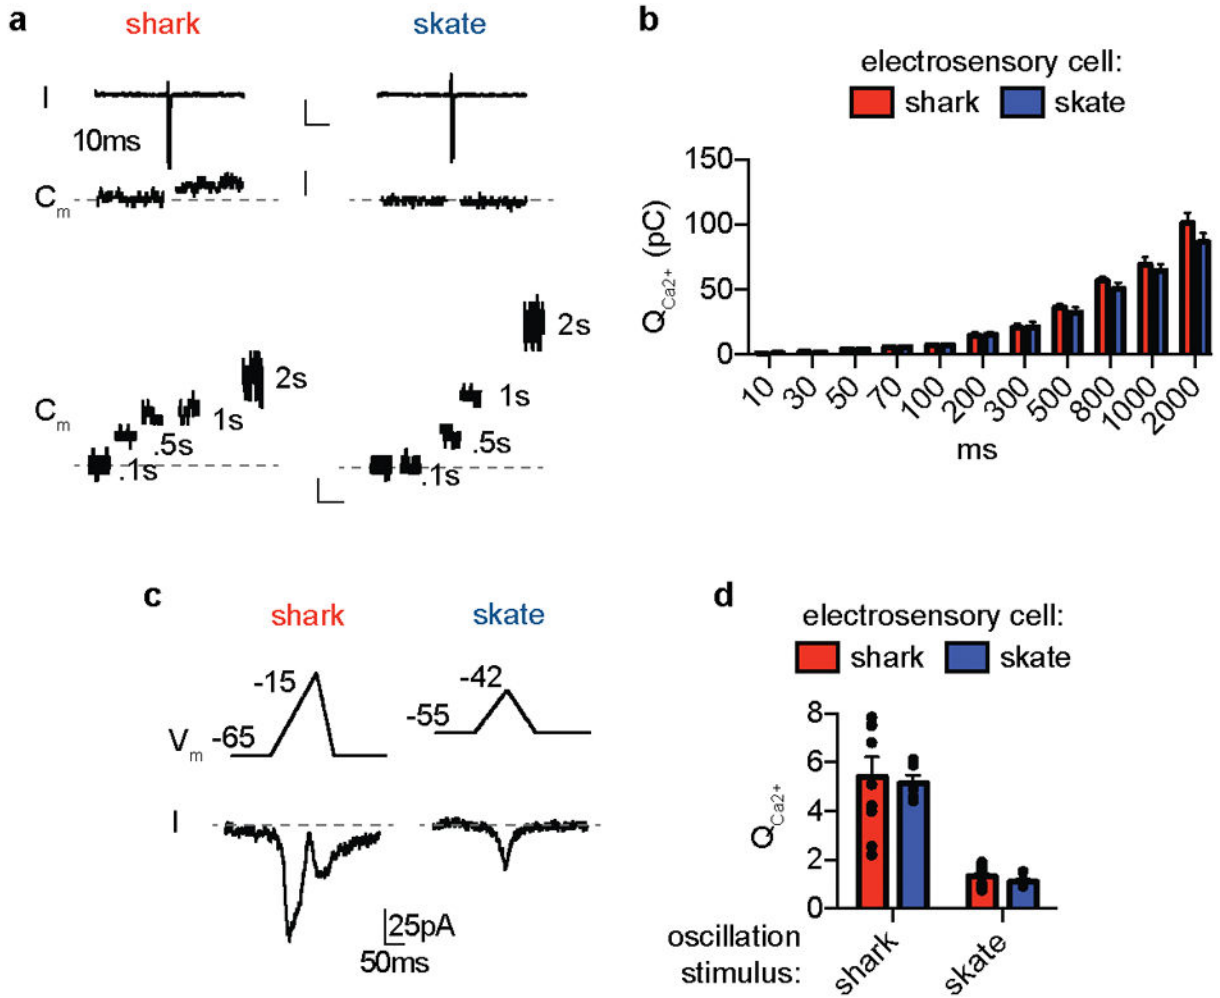 a
shark
skate
I
10ms
Cm
Cm
.1s
.5s
1s
2s
.1s
.5s
1s
2s
b
electrosensory cell:
shark
skate
QCa2+ (pC)
150
100
50
0
10
30
50
70
100
200
300
500
800
1000
2000
ms
c
shark
skate
Vm
-65
-15
-55
-42
I
25pA
50ms
d
electrosensory cell:
shark
skate
QCa2+
8
6
4
2
0
oscillation
stimulus:
shark
skate